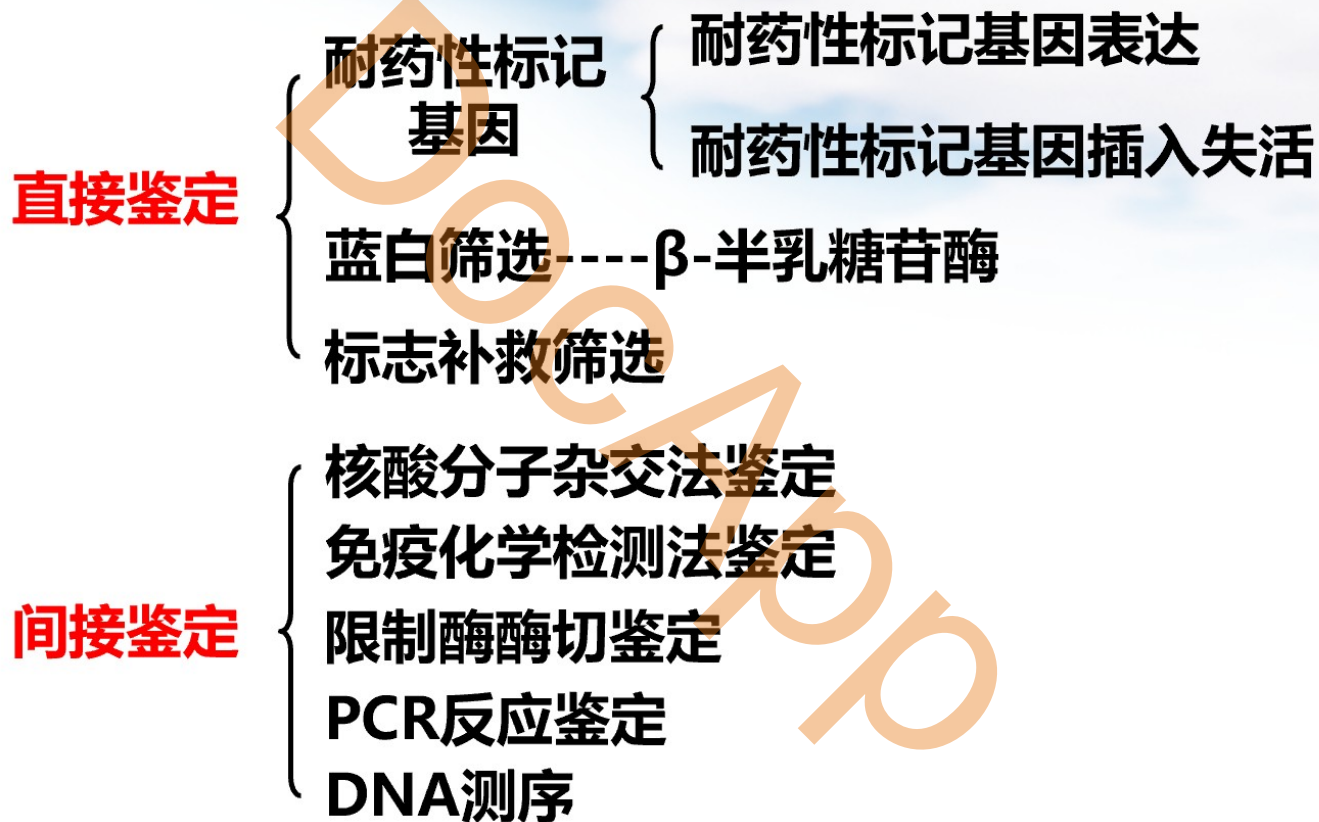 直接鉴定
耐药性标记
基因
耐药性标记基因表达
耐药性标记基因插入失活
蓝白筛选----β-半乳糖苷酶
标志补救筛选
间接鉴定
核酸分子杂交法鉴定
免疫化学检测法鉴定
限制酶酶切鉴定
PCR反应鉴定
DNA测序
DocApp